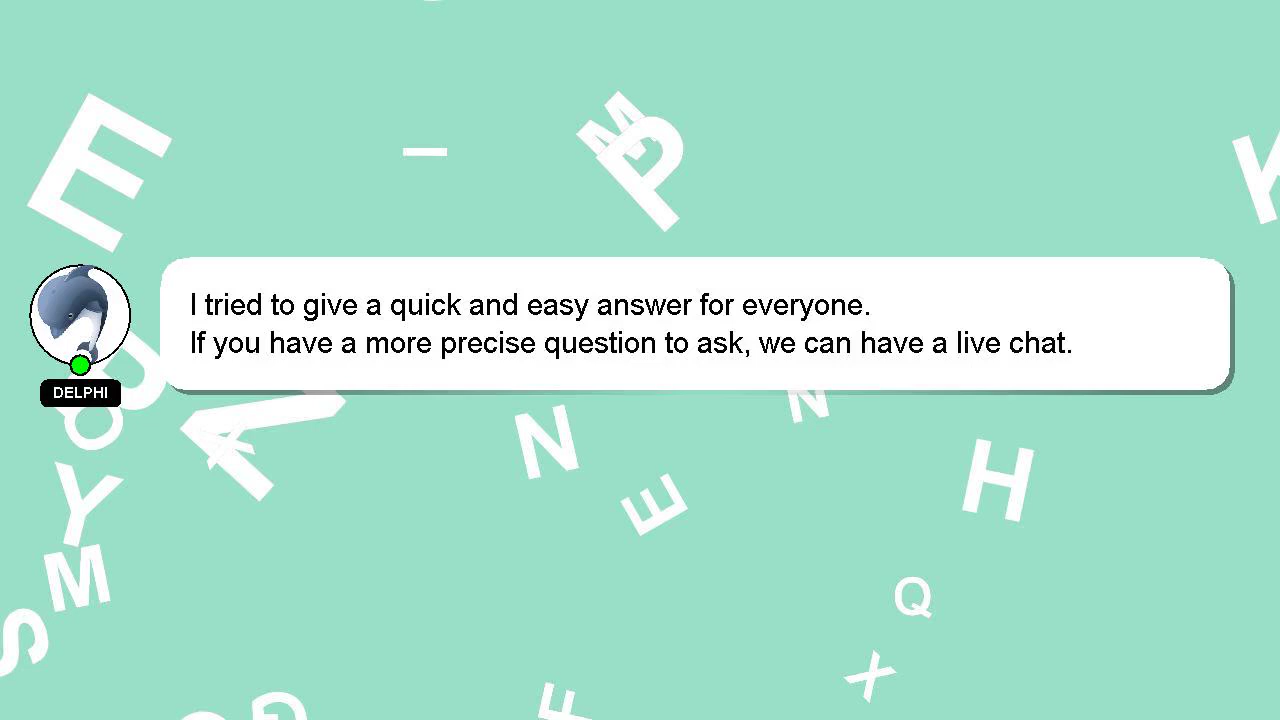 E
M
P
K
I tried to give a quick and easy answer for everyone.
If you have a more precise question to ask, we can have a live chat.
DELPHI
N
N
H
Y
E
M
Q
S
X
G
F